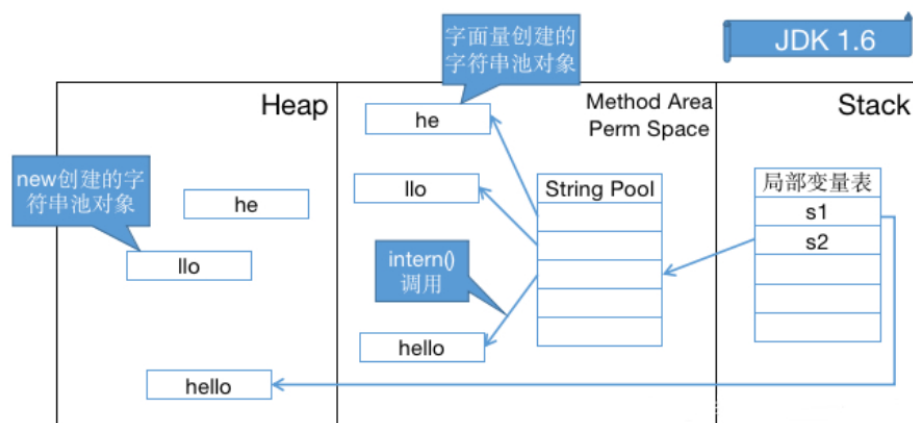 JDK 1.6
字面量创建的
字符串池对象
Heap
Method Area
Perm Space
Stack
he
new创建的字
符串池对象
he
llo
llo
String Pool
intern()
调用
hello
hello
局部变量表
s1
s2